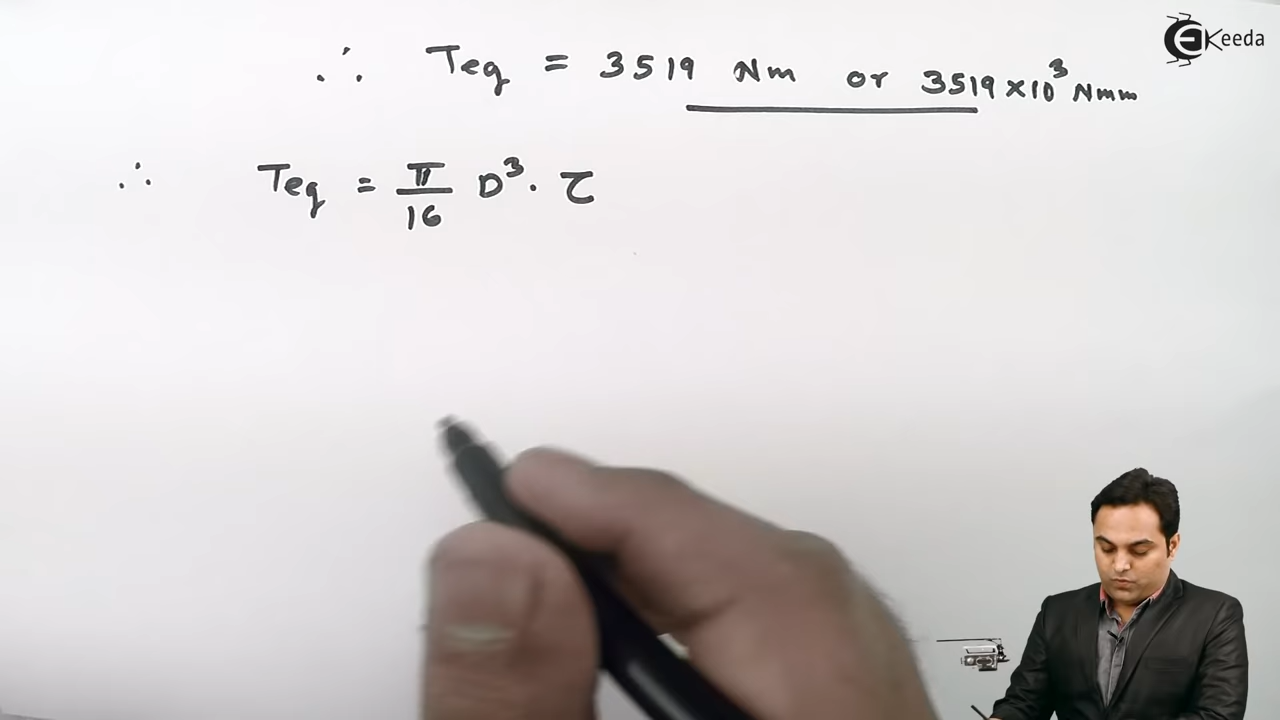 EKeeda
∴ Teq = 3519 Nm or 3519 × 10³ Nmm
∴ Teq = π/16 D³ · τ